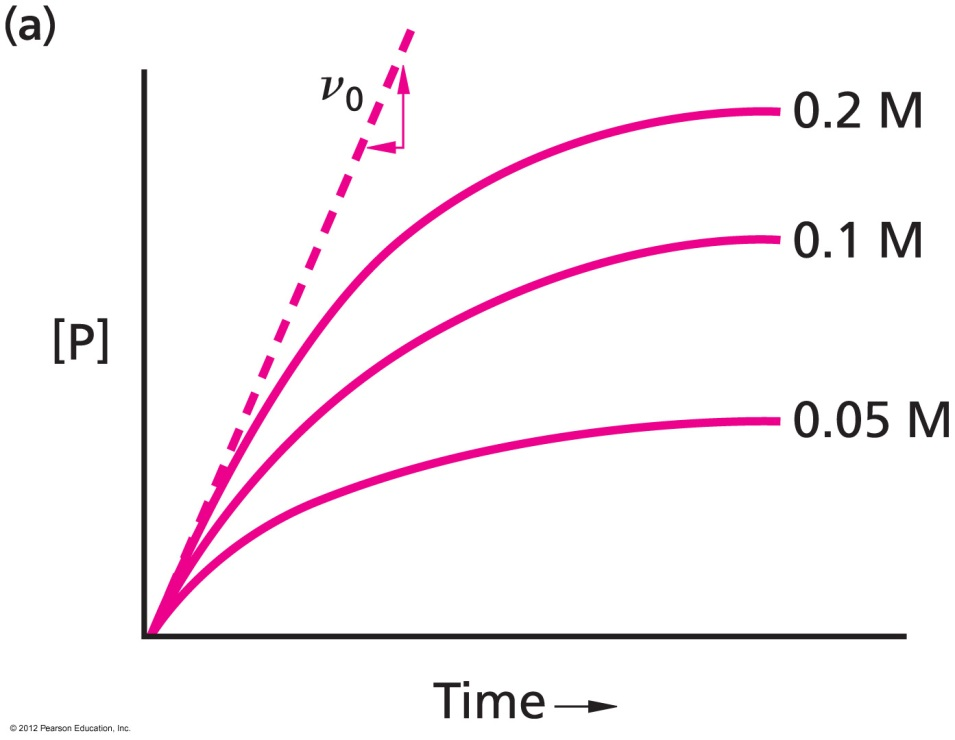 (a)
ν0
0.2 M
0.1 M
[P]
0.05 M
Time →
© 2012 Pearson Education, Inc.